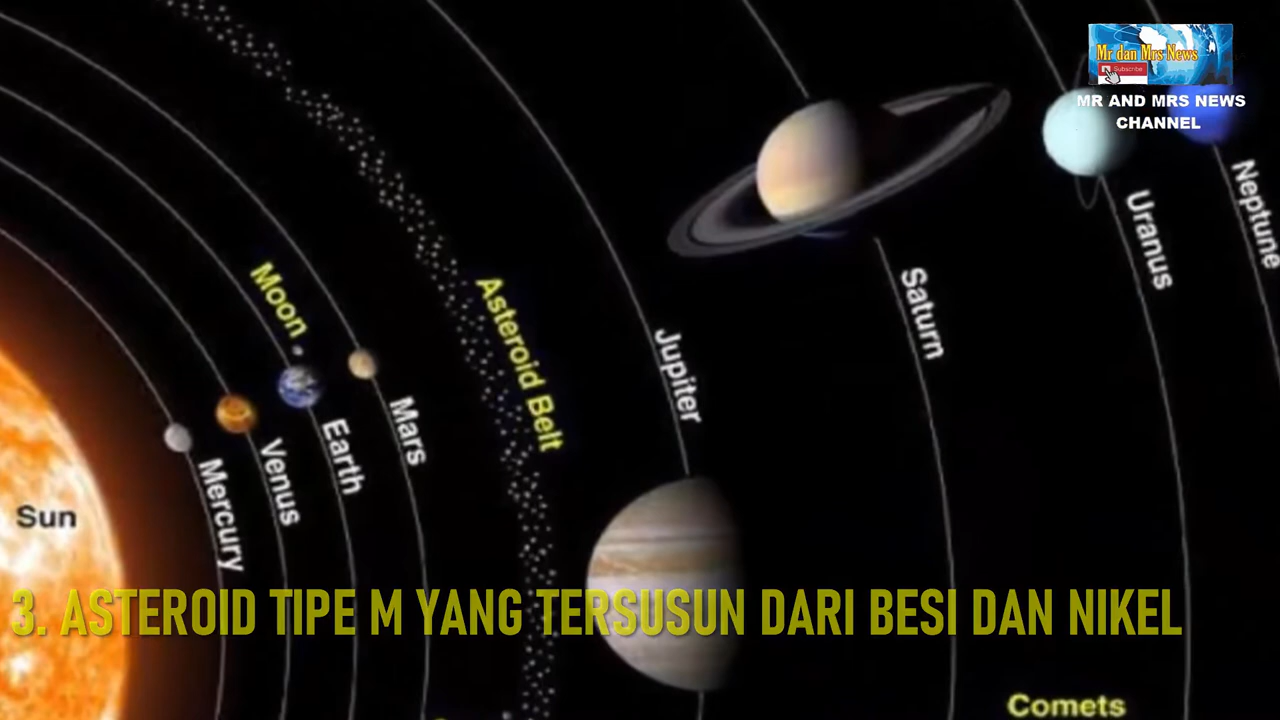 Mr dan Mrs News
Subscribe
MR AND MRS NEWS
CHANNEL
Neptune
Uranus
Saturn
Jupiter
Asteroid Belt
Moon
Mars
Earth
Venus
Mercury
Sun
3. ASTEROID TIPE M YANG TERSUSUN DARI BESI DAN NIKEL
Comets